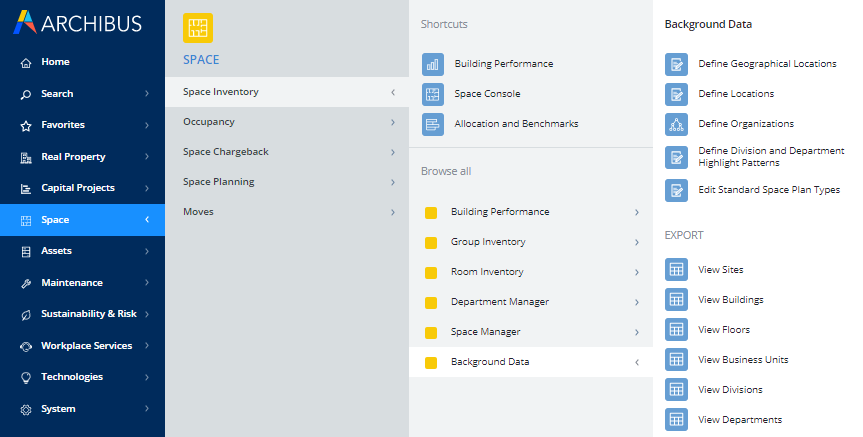 ARCHIBUS
Home
Search
Favorites
Real Property
Capital Projects
Space
Assets
Maintenance
Sustainability & Risk
Workplace Services
Technologies
System
SPACE
Space Inventory
Occupancy
Space Chargeback
Space Planning
Moves
Shortcuts
Building Performance
Space Console
Allocation and Benchmarks
Browse all
Building Performance
Group Inventory
Room Inventory
Department Manager
Space Manager
Background Data
Background Data
Define Geographical Locations
Define Locations
Define Organizations
Define Division and Department
Highlight Patterns
Edit Standard Space Plan Types
EXPORT
View Sites
View Buildings
View Floors
View Business Units
View Divisions
View Departments